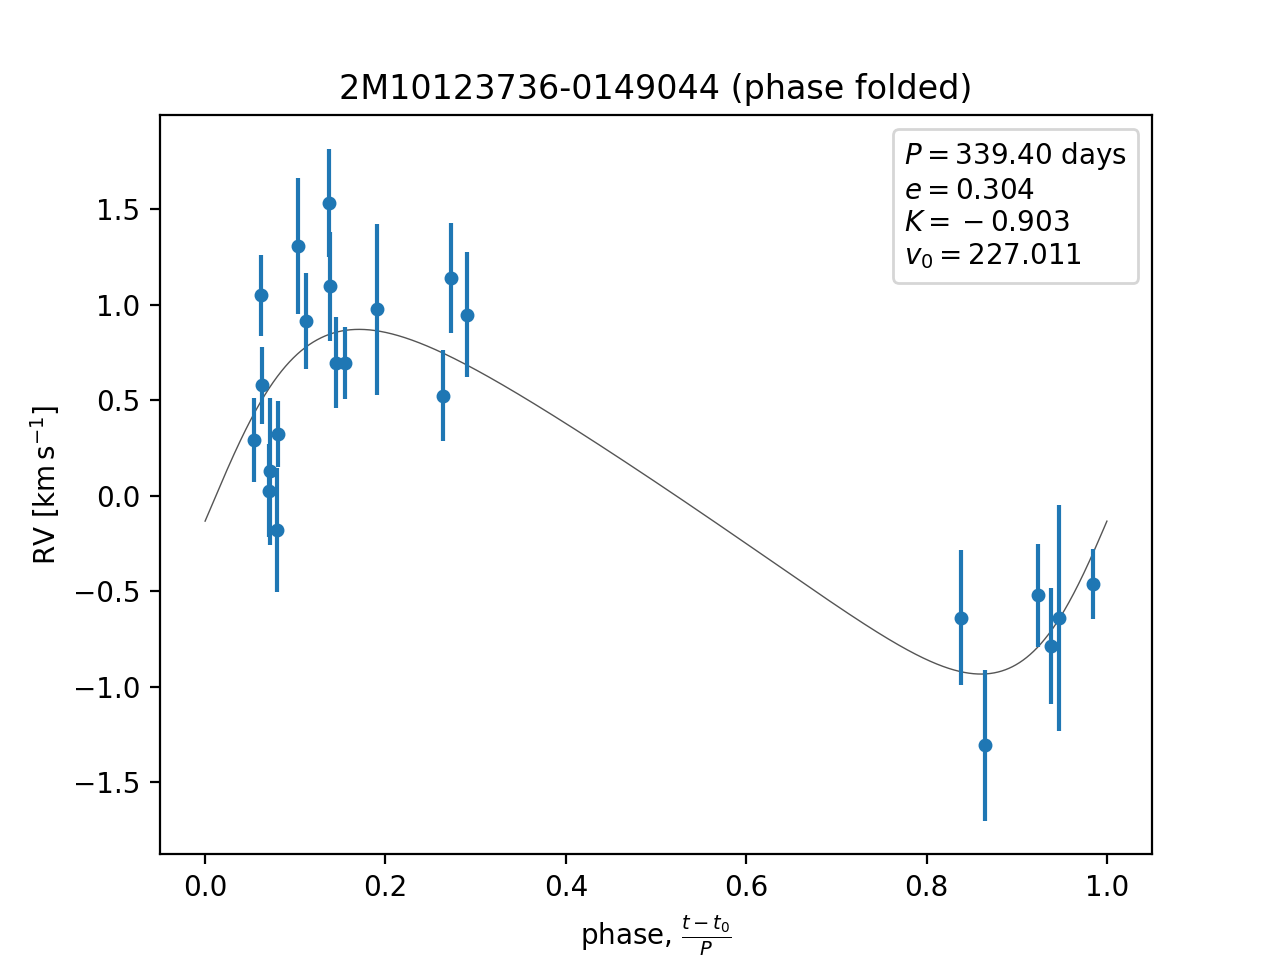 2M10123736-0149044 (phase folded)
P = 339.40 days
e = 0.304
K = −0.903
v₀ = 227.011
RV [km s⁻¹]
1.5
1.0
0.5
0.0
−0.5
−1.0
−1.5
0.0 0.2 0.4 0.6 0.8 1.0
phase, (t − t₀)/P